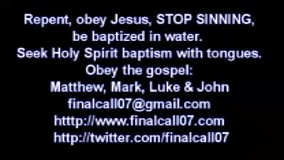 Repent, obey Jesus, STOP SINNING,
be baptized in water.
Seek Holy Spirit baptism with tongues.
Obey the gospel:
Matthew, Mark, Luke & John
finalcall07@gmail.com
htttp://www.finalcall07.com
http://twitter.com/finalcall07